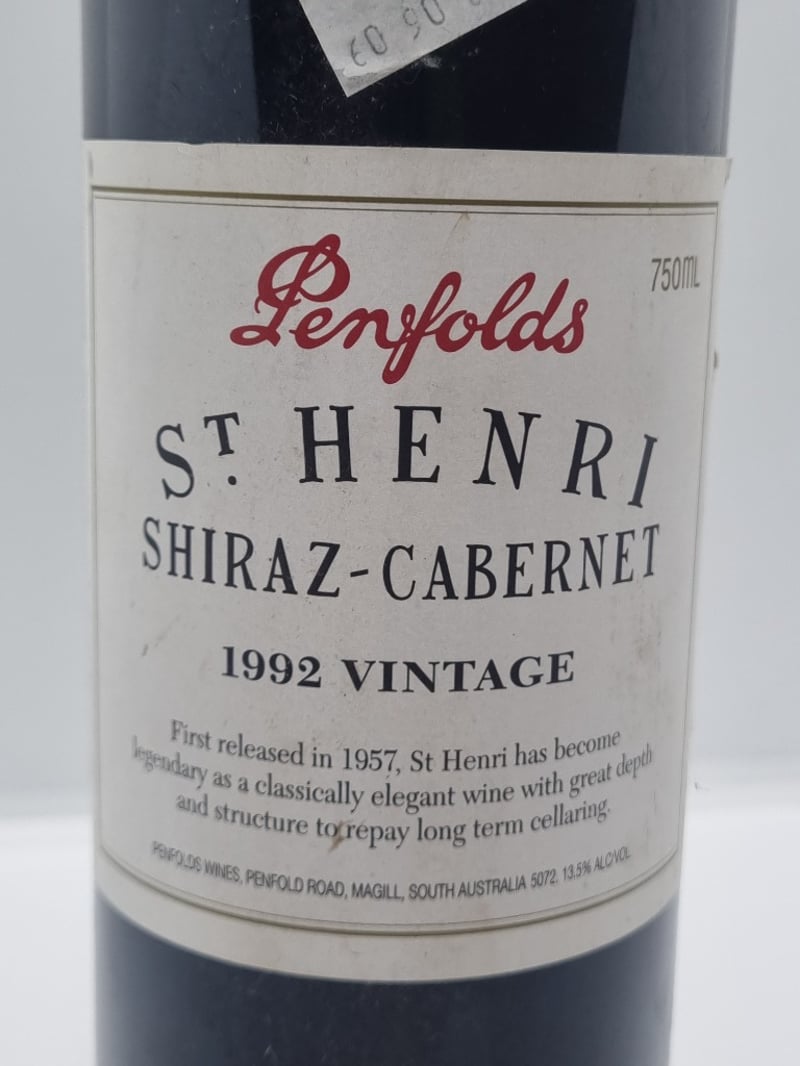 Penfolds
750ML
ST. HENRI
SHIRAZ-CABERNET
1992 VINTAGE
First released in 1957, St Henri has become
legendary as a classically elegant wine with great depth
and structure to repay long term cellaring.
PENFOLDS WINES, PENFOLD ROAD, MAGILL, SOUTH AUSTRALIA 5072. 13.5% ALC/VOL